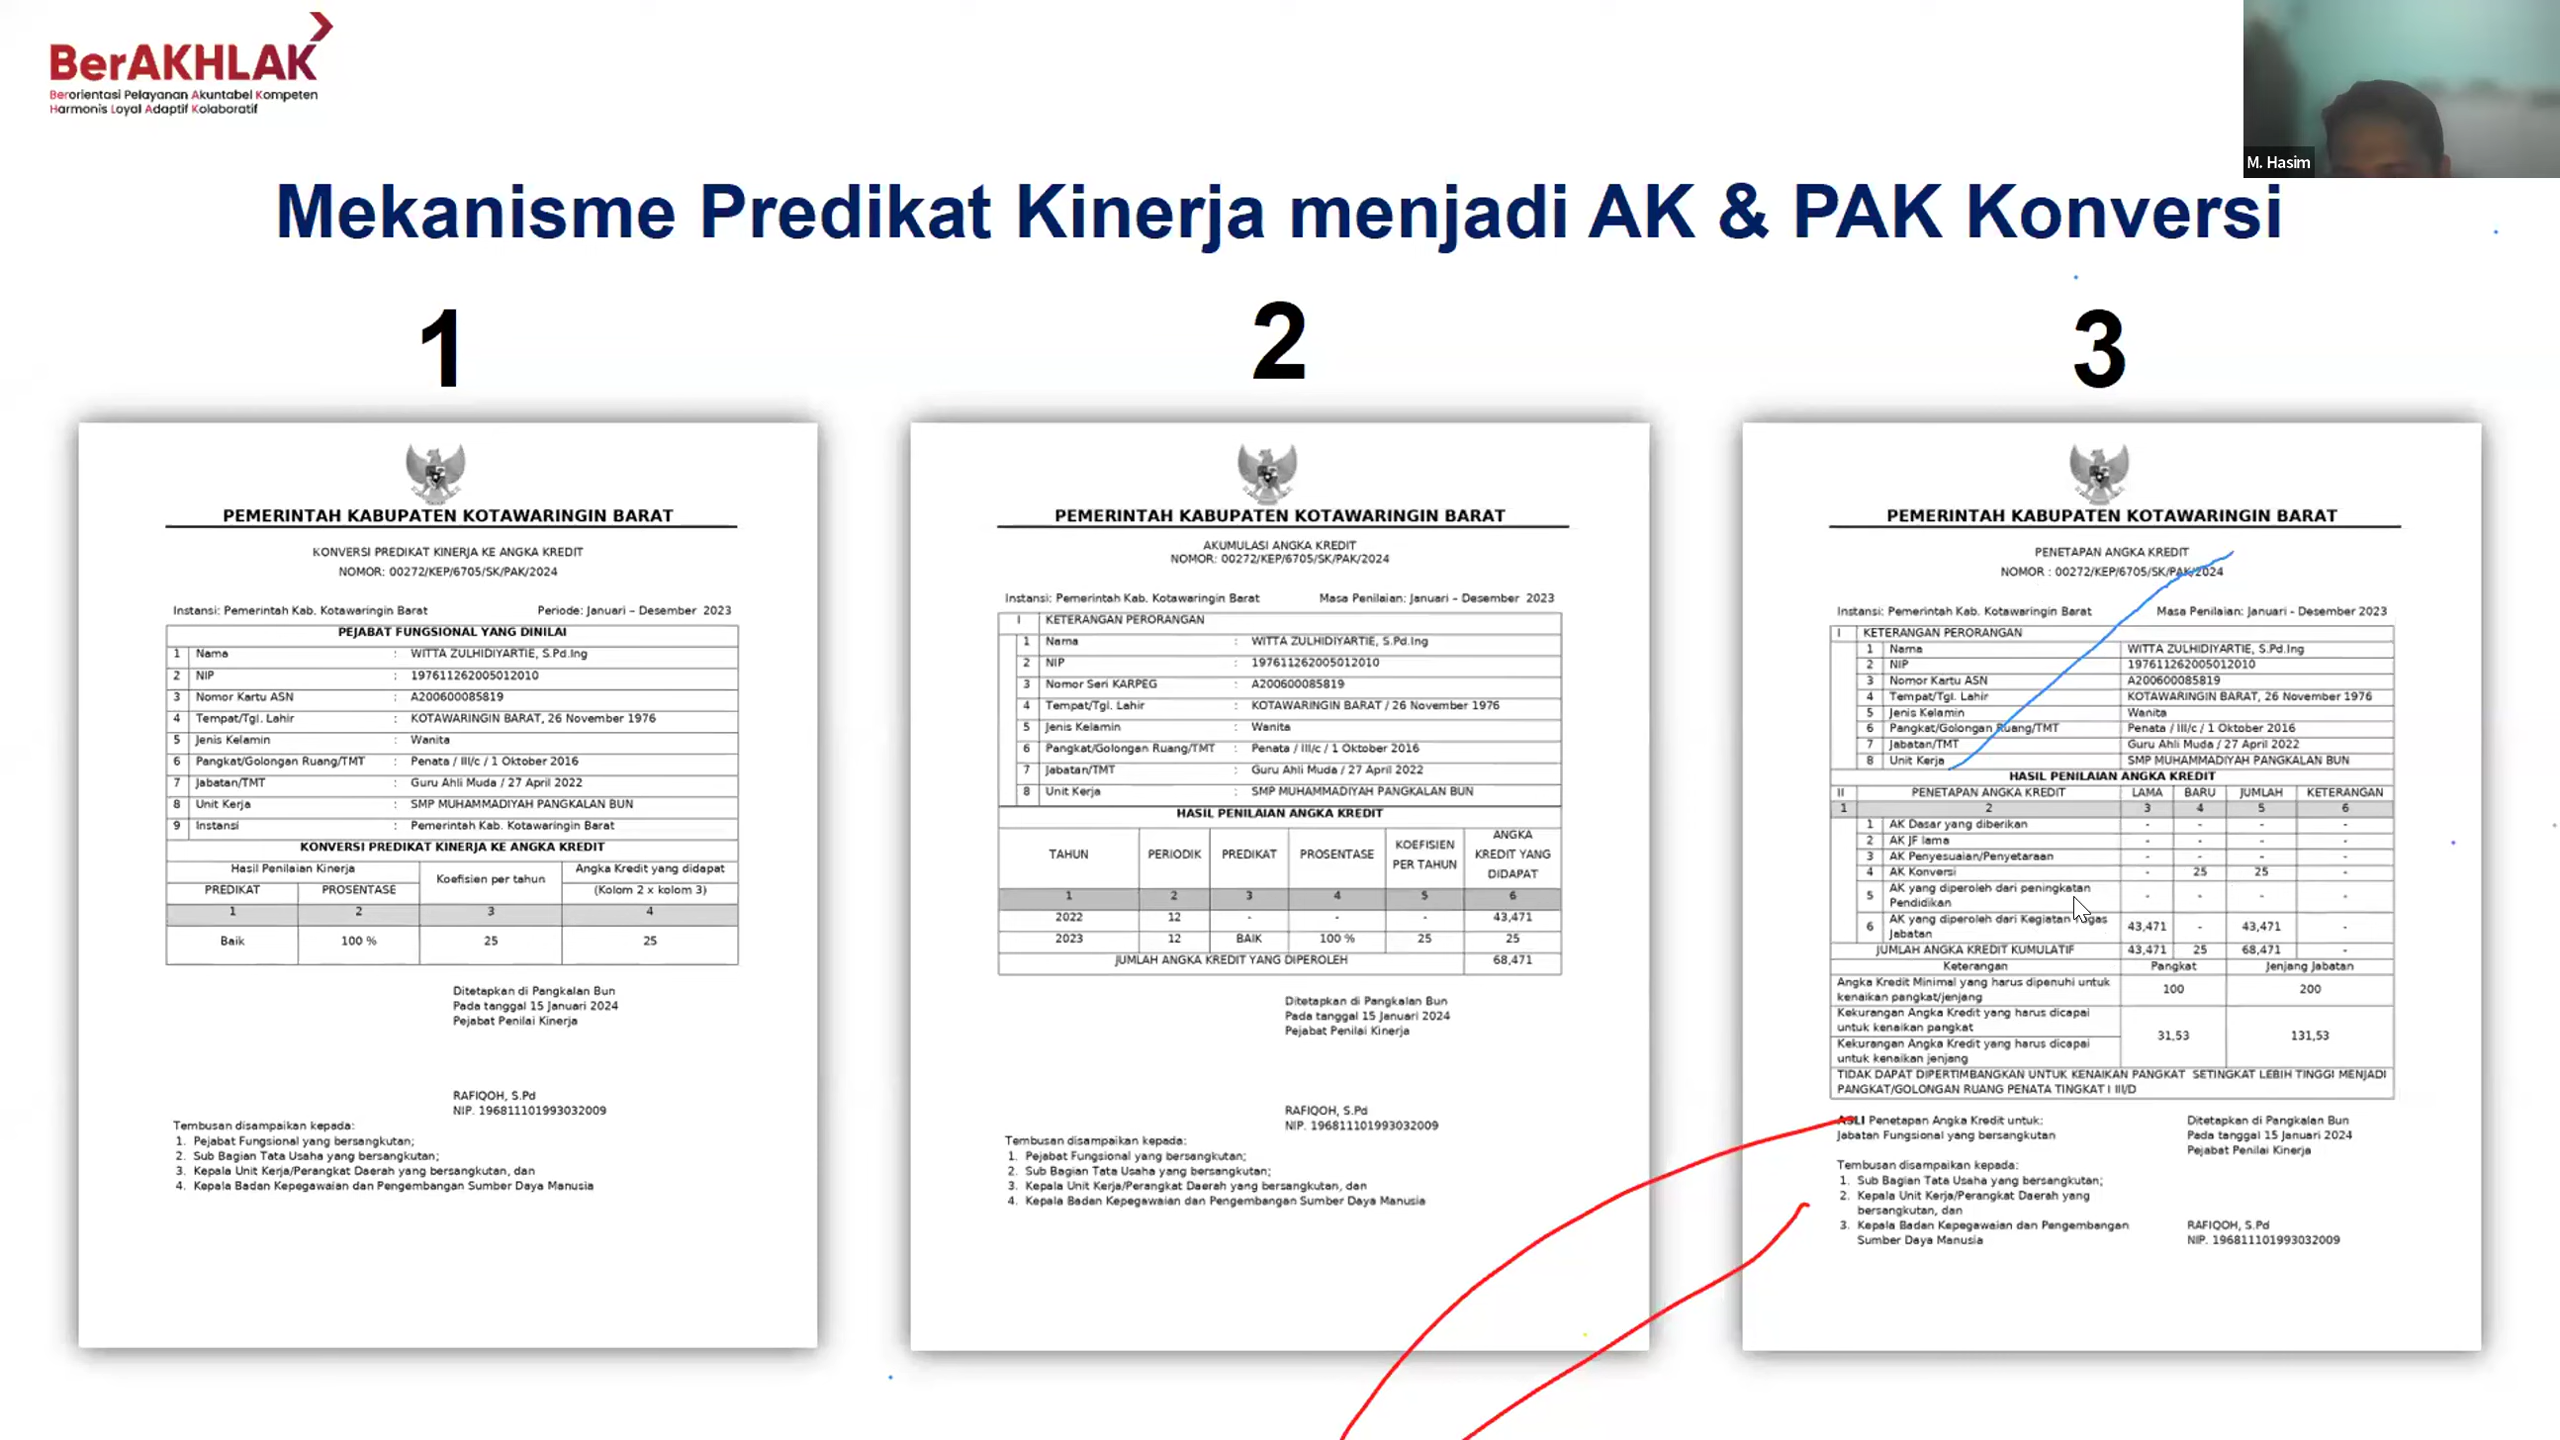 BerAKHLAK
Berorientasi Pelayanan Akuntabel Kompeten
Harmonis Loyal Adaptif Kolaboratif
M. Hasim
Mekanisme Predikat Kinerja menjadi AK & PAK Konversi
1
PEMERINTAH KABUPATEN KOTAWARINGIN BARAT
KONVERSI PREDIKAT KINERJA KE ANGKA KREDIT
NOMOR: 00272/KEP/6705/SK/PAK/2024
Instansi: Pemerintah Kab. Kotawaringin Barat Periode: Januari – Desember 2023
PEJABAT FUNGSIONAL YANG DINILAI
1 Nama : WITTA ZULHIDIYARTIE, S.Pd.Ing
2 NIP : 197611262005012010
3 Nomor Kartu ASN : A200600085819
4 Tempat/Tgl. Lahir : KOTAWARINGIN BARAT, 26 November 1976
5 Jenis Kelamin : Wanita
6 Pangkat/Golongan Ruang/TMT : Penata / III/c / 1 Oktober 2016
7 Jabatan/TMT : Guru Ahli Muda / 27 April 2022
8 Unit Kerja : SMP MUHAMMADIYAH PANGKALAN BUN
9 Instansi : Pemerintah Kab. Kotawaringin Barat
KONVERSI PREDIKAT KINERJA KE ANGKA KREDIT
Hasil Penilaian Kinerja Koefisien per tahun Angka Kredit yang didapat
PREDIKAT PROSENTASE (Kolom 2 x kolom 3)
1 2 3 4
Baik 100 % 25 25
Ditetapkan di Pangkalan Bun
Pada tanggal 15 Januari 2024
Pejabat Penilai Kinerja
RAFIQOH, S.Pd
NIP. 196811101993032009
Tembusan disampaikan kepada:
1. Pejabat Fungsional yang bersangkutan;
2. Sub Bagian Tata Usaha yang bersangkutan;
3. Kepala Unit Kerja/Perangkat Daerah yang bersangkutan, dan
4. Kepala Badan Kepegawaian dan Pengembangan Sumber Daya Manusia
2
PEMERINTAH KABUPATEN KOTAWARINGIN BARAT
AKUMULASI ANGKA KREDIT
NOMOR: 00272/KEP/6705/SK/PAK/2024
Instansi: Pemerintah Kab. Kotawaringin Barat Masa Penilaian: Januari – Desember 2023
I KETERANGAN PERORANGAN
1 Nama : WITTA ZULHIDIYARTIE, S.Pd.Ing
2 NIP : 197611262005012010
3 Nomor Seri KARPEG : A200600085819
4 Tempat/Tgl. Lahir : KOTAWARINGIN BARAT / 26 November 1976
5 Jenis Kelamin : Wanita
6 Pangkat/Golongan Ruang/TMT : Penata / III/c / 1 Oktober 2016
7 Jabatan/TMT : Guru Ahli Muda / 27 April 2022
8 Unit Kerja : SMP MUHAMMADIYAH PANGKALAN BUN
HASIL PENILAIAN ANGKA KREDIT
TAHUN PERIODIK PREDIKAT PROSENTASE KOEFISIEN PER TAHUN ANGKA KREDIT YANG DIDAPAT
1 2 3 4 5 6
2022 12 - - - 43,471
2023 12 BAIK 100 % 25 25
JUMLAH ANGKA KREDIT YANG DIPEROLEH 68,471
Ditetapkan di Pangkalan Bun
Pada tanggal 15 Januari 2024
Pejabat Penilai Kinerja
RAFIQOH, S.Pd
NIP. 196811101993032009
Tembusan disampaikan kepada:
1. Pejabat Fungsional yang bersangkutan;
2. Sub Bagian Tata Usaha yang bersangkutan;
3. Kepala Unit Kerja/Perangkat Daerah yang bersangkutan, dan
4. Kepala Badan Kepegawaian dan Pengembangan Sumber Daya Manusia
3
PEMERINTAH KABUPATEN KOTAWARINGIN BARAT
PENETAPAN ANGKA KREDIT
NOMOR : 00272/KEP/6705/SK/PAK/2024
Instansi: Pemerintah Kab. Kotawaringin Barat Masa Penilaian: Januari - Desember 2023
I KETERANGAN PERORANGAN
1 Nama WITTA ZULHIDIYARTIE, S.Pd.Ing
2 NIP 197611262005012010
3 Nomor Kartu ASN A200600085819
4 Tempat/Tgl. Lahir KOTAWARINGIN BARAT, 26 November 1976
5 Jenis Kelamin Wanita
6 Pangkat/Golongan Ruang/TMT Penata / III/c / 1 Oktober 2016
7 Jabatan/TMT Guru Ahli Muda / 27 April 2022
8 Unit Kerja SMP MUHAMMADIYAH PANGKALAN BUN
HASIL PENILAIAN ANGKA KREDIT
II PENETAPAN ANGKA KREDIT LAMA BARU JUMLAH KETERANGAN
1 2 3 4 5 6
1 AK Dasar yang diberikan - - - -
2 AK JF lama - - - -
3 AK Penyesuaian/Penyetaraan - - - -
4 AK Konversi - 25 25 -
5 AK yang diperoleh dari peningkatan Pendidikan - - - -
6 AK yang diperoleh dari Kegiatan Tugas Jabatan 43,471 - 43,471 -
JUMLAH ANGKA KREDIT KUMULATIF 43,471 25 68,471 -
Keterangan Pangkat Jenjang Jabatan
Angka Kredit Minimal yang harus dipenuhi untuk kenaikan pangkat/jenjang 100 200
Kekurangan Angka Kredit yang harus dicapai untuk kenaikan pangkat 31,53 131,53
Kekurangan Angka Kredit yang harus dicapai untuk kenaikan jenjang
TIDAK DAPAT DIPERTIMBANGKAN UNTUK KENAIKAN PANGKAT SETINGKAT LEBIH TINGGI MENJADI
PANGKAT/GOLONGAN RUANG PENATA TINGKAT I III/D
ASLI Penetapan Angka Kredit untuk:
Jabatan Fungsional yang bersangkutan
Tembusan disampaikan kepada:
1. Sub Bagian Tata Usaha yang bersangkutan;
2. Kepala Unit Kerja/Perangkat Daerah yang
bersangkutan, dan
3. Kepala Badan Kepegawaian dan Pengembangan
Sumber Daya Manusia
Ditetapkan di Pangkalan Bun
Pada tanggal 15 Januari 2024
Pejabat Penilai Kinerja
RAFIQOH, S.Pd
NIP. 196811101993032009